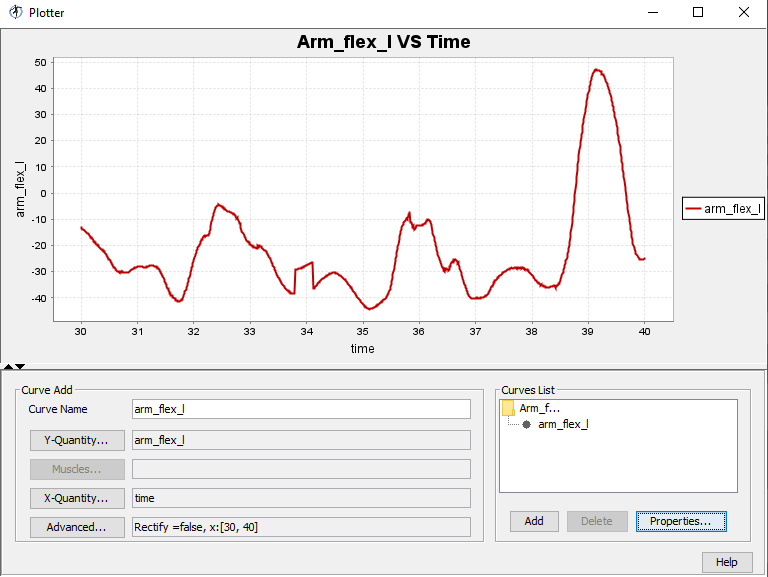 Plotter
Arm_flex_l VS Time
50
40
30
20
10
0
-10
-20
-30
-40
arm_flex_l
30 31 32 33 34 35 36 37 38 39 40
time
arm_flex_l
Curve Add
Curve Name arm_flex_l
Y-Quantity... arm_flex_l
Muscles...
X-Quantity... time
Advanced... Rectify =false, x:[30, 40]
Curves List
Arm_f...
arm_flex_l
Add Delete Properties...
Help